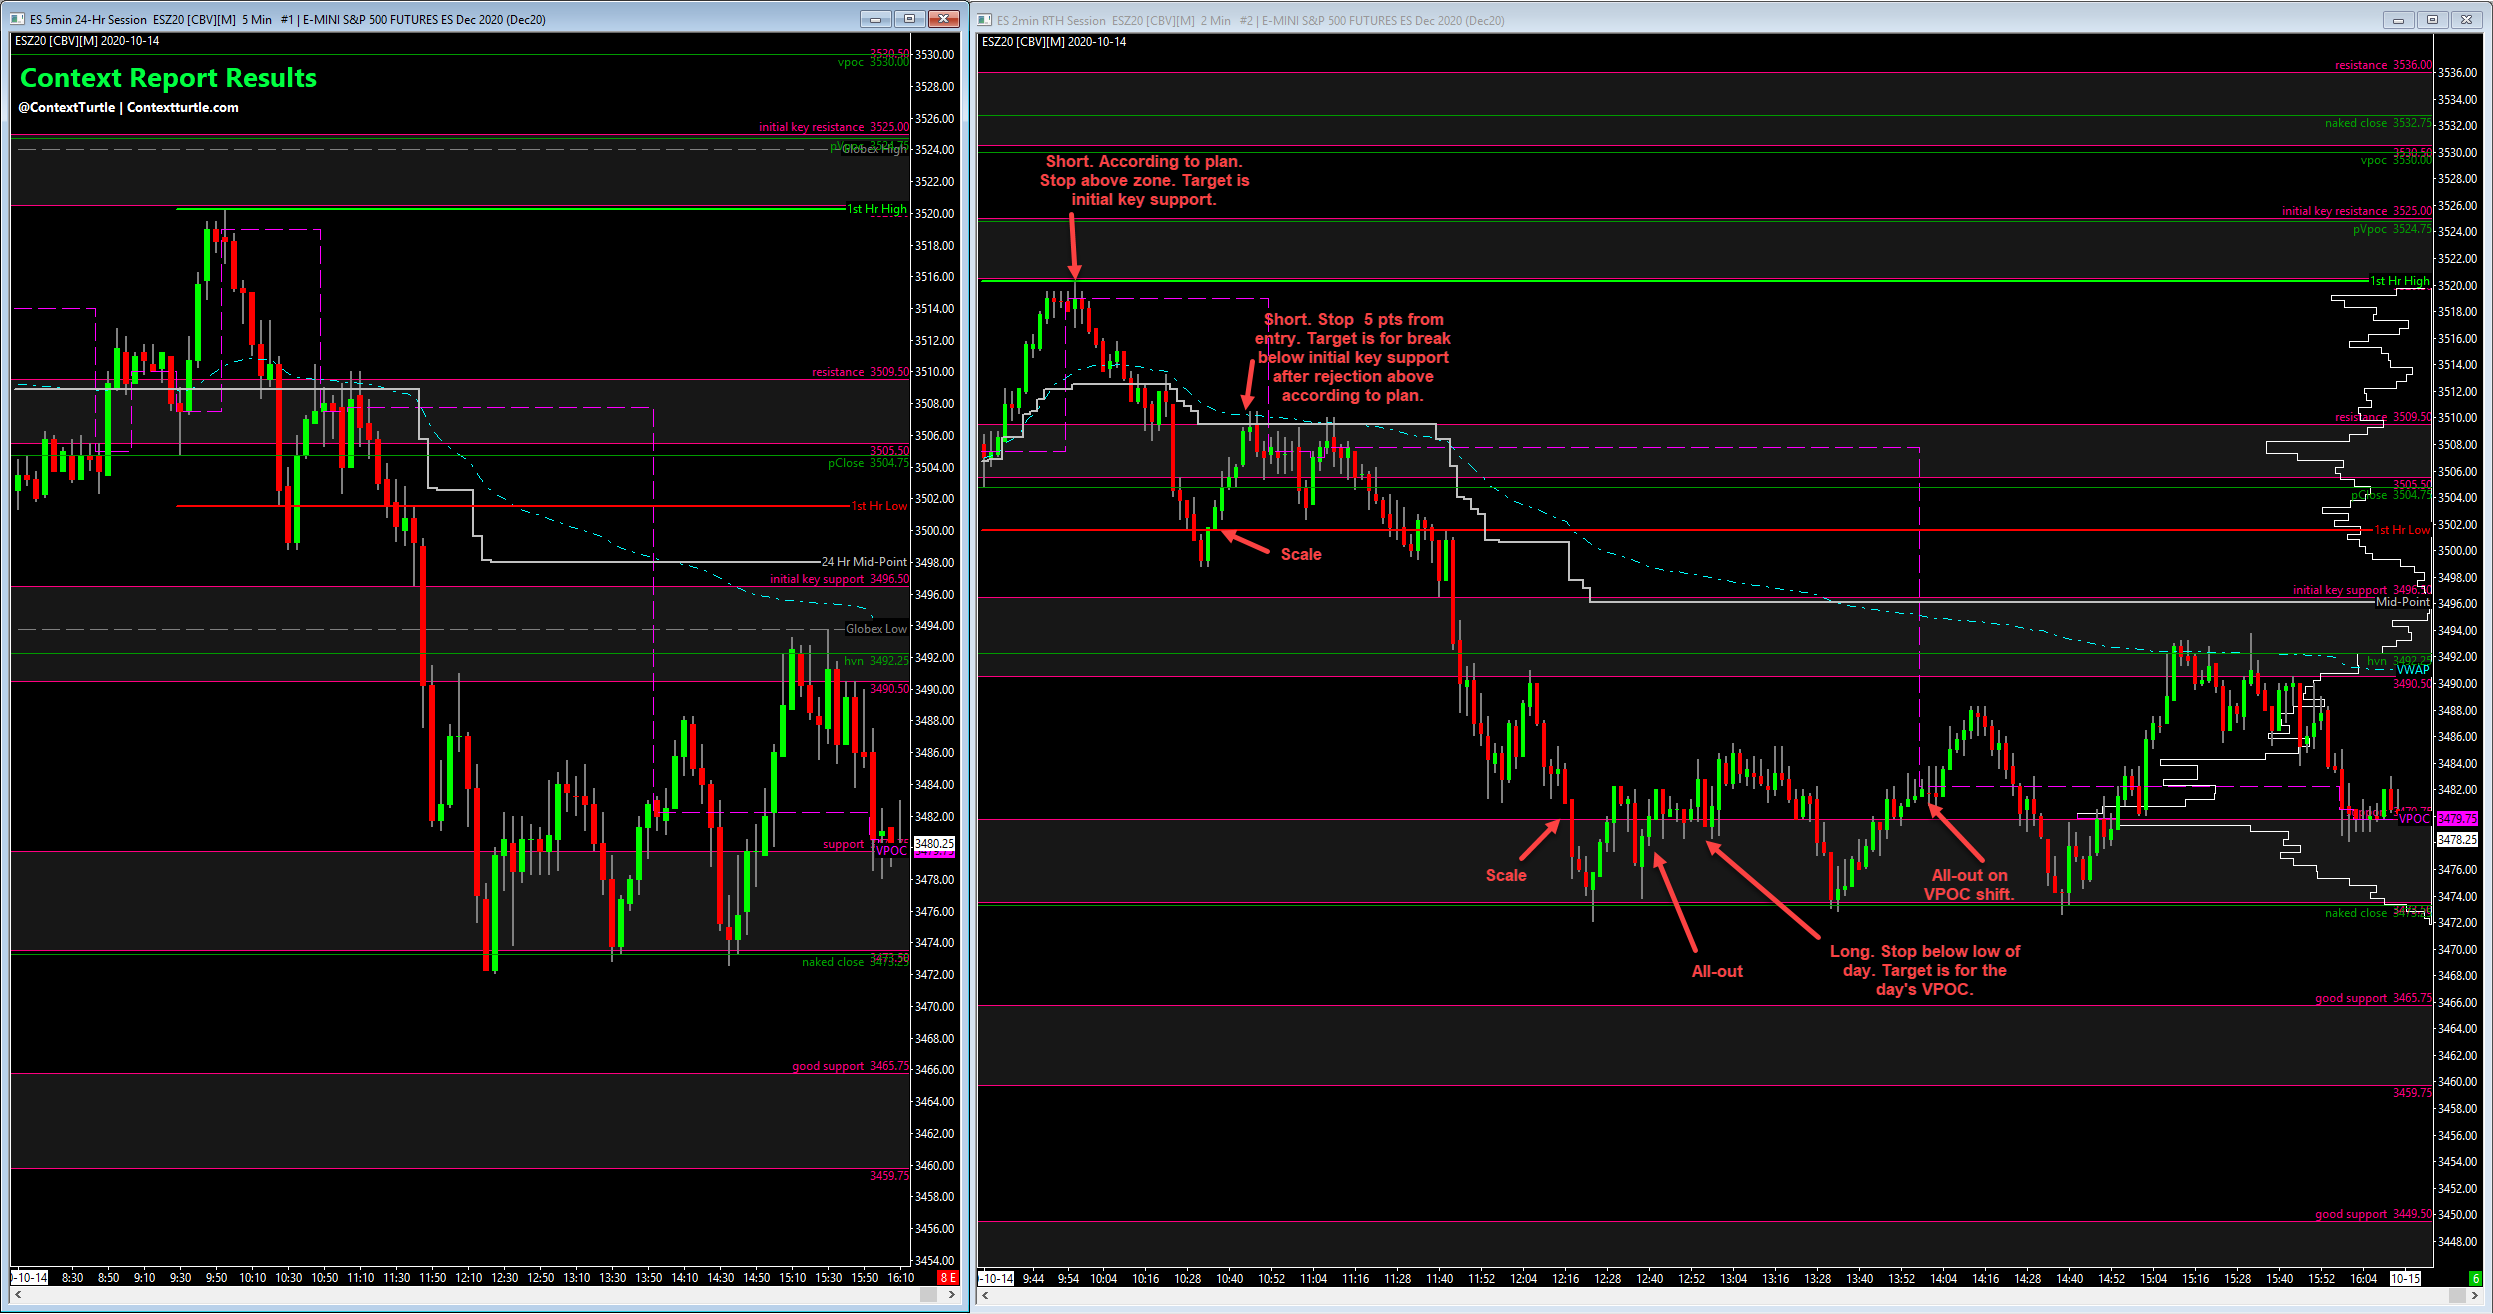 ES 5min 24-Hr Session ESZ20 [CBV][M] 5 Min #1 | E-MINI S&P 500 FUTURES ES Dec 2020 (Dec20)
ESZ20 [CBV][M] 2020-10-14
Context Report Results
@ContextTurtle | Contextturtle.com
3530.50
vpoc 3530.00
initial key resistance 3525.00
pVpoc 3524.75
Globex High
1st Hr High
resistance 3509.50
3505.50
pClose 3504.75
1st Hr Low
24 Hr Mid-Point
initial key support 3496.50
Globex Low
hvn 3492.25
3490.50
support
VPOC
3473.50
naked close 3473.25
good support 3465.75
3459.75
3530.00
3528.00
3526.00
3524.00
3522.00
3520.00
3518.00
3516.00
3514.00
3512.00
3510.00
3508.00
3506.00
3504.00
3502.00
3500.00
3498.00
3496.00
3494.00
3492.00
3490.00
3488.00
3486.00
3484.00
3482.00
3480.25
3478.00
3476.00
3474.00
3472.00
3470.00
3468.00
3466.00
3464.00
3462.00
3460.00
3458.00
3456.00
3454.00
0-10-14 8:30 8:50 9:10 9:30 9:50 10:10 10:30 10:50 11:10 11:30 11:50 12:10 12:30 12:50 13:10 13:30 13:50 14:10 14:30 14:50 15:10 15:30 15:50 16:10 8 E
ES 2min RTH Session ESZ20 [CBV][M] 2 Min #2 | E-MINI S&P 500 FUTURES ES Dec 2020 (Dec20)
ESZ20 [CBV][M] 2020-10-14
resistance 3536.00
naked close 3532.75
3530.50
vpoc 3530.00
Short. According to plan.
Stop above zone. Target is
initial key support.
initial key resistance 3525.00
pVpoc 3524.75
1st Hr High
Short. Stop 5 pts from
entry. Target is for break
below initial key support
after rejection above
according to plan.
resistance 3509.50
3505.50
pClose 3504.75
1st Hr Low
Scale
initial key support 3496.50
Mid-Point
hvn 3492.25
VWAP
3490.50
3479.75
VPOC
Scale
All-out on
VPOC shift.
3473.50
naked close 3473.25
Long. Stop below low of
day. Target is for the
day's VPOC.
All-out
good support 3465.75
3459.75
good support 3449.50
3536.00
3534.00
3532.00
3530.00
3528.00
3526.00
3524.00
3522.00
3520.00
3518.00
3516.00
3514.00
3512.00
3510.00
3508.00
3506.00
3504.00
3502.00
3500.00
3498.00
3496.00
3494.00
3492.00
3490.00
3488.00
3486.00
3484.00
3482.00
3479.75
3478.25
3476.00
3474.00
3472.00
3470.00
3468.00
3466.00
3464.00
3462.00
3460.00
3458.00
3456.00
3454.00
3452.00
3450.00
3448.00
0-10-14 9:44 9:54 10:04 10:16 10:28 10:40 10:52 11:04 11:16 11:28 11:40 11:52 12:04 12:16 12:28 12:40 12:52 13:04 13:16 13:28 13:40 13:52 14:04 14:16 14:28 14:40 14:52 15:04 15:16 15:28 15:40 15:52 16:04 10-15 6